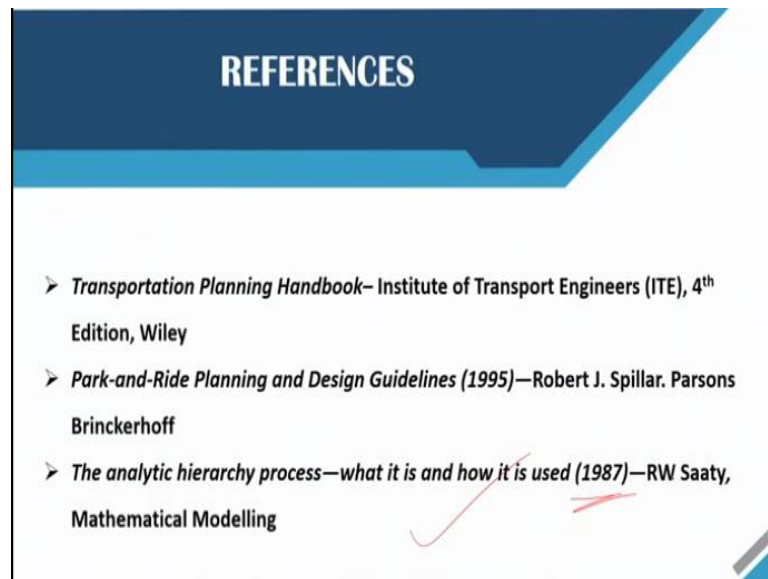 REFERENCES
➢ Transportation Planning Handbook– Institute of Transport Engineers (ITE), 4th
Edition, Wiley
➢ Park-and-Ride Planning and Design Guidelines (1995)—Robert J. Spillar. Parsons
Brinckerhoff
➢ The analytic hierarchy process—what it is and how it is used (1987)—RW Saaty,
Mathematical Modelling